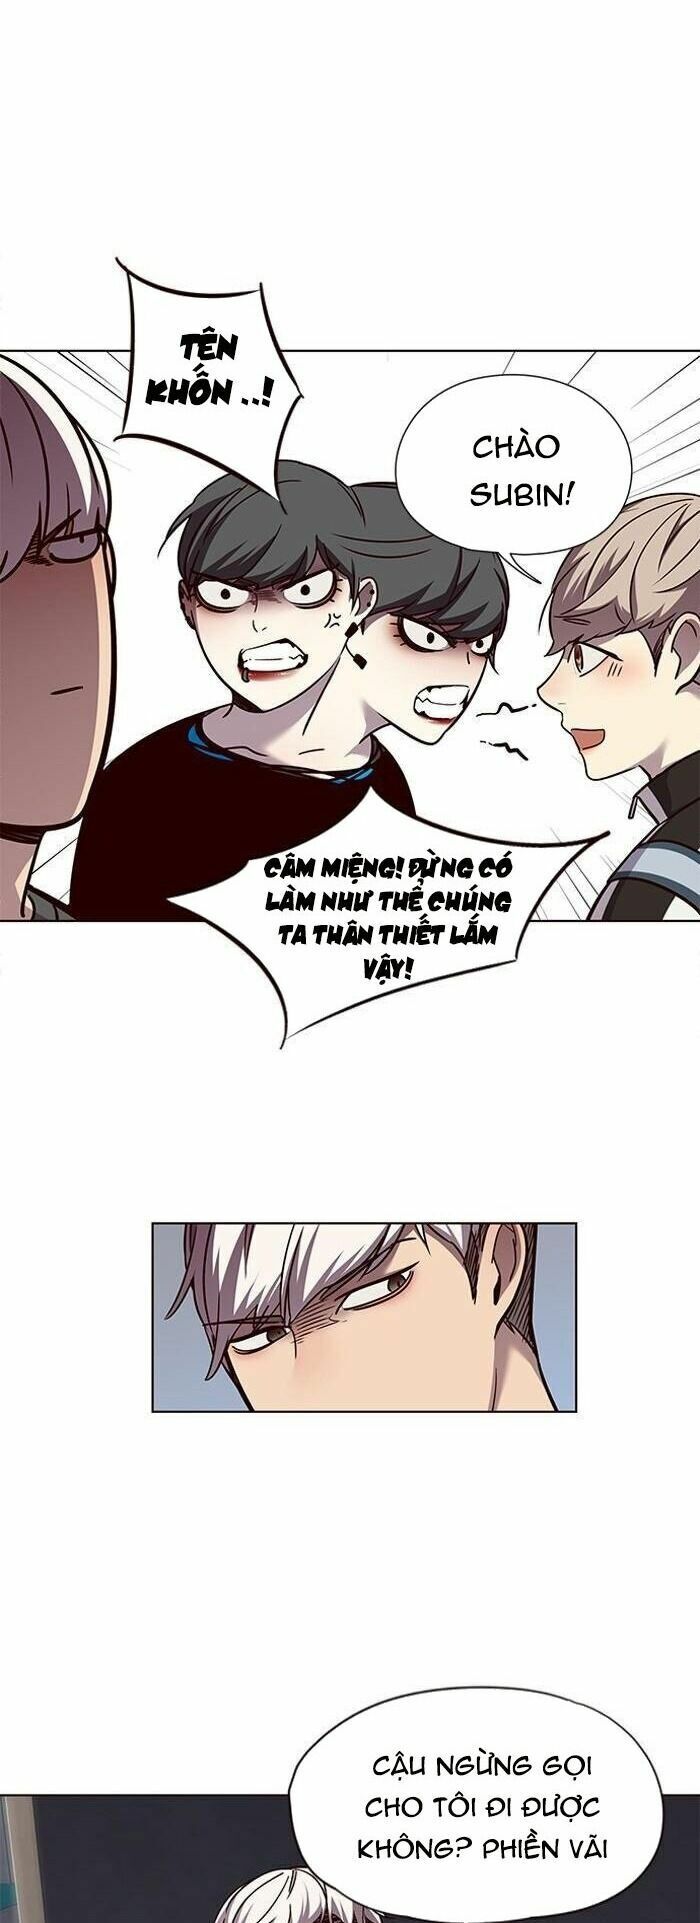 TÊN
KHỐN ..!
CHÀO
SUBIN!
CÂM MIỆNG! ĐỪNG CÓ
LÀM NHƯ THỂ CHÚNG
TA THÂN THIẾT LẮM
VẬY!
CẬU NGỪNG GỌI
CHO TÔI ĐI ĐƯỢC
KHÔNG? PHIỀN VÃI